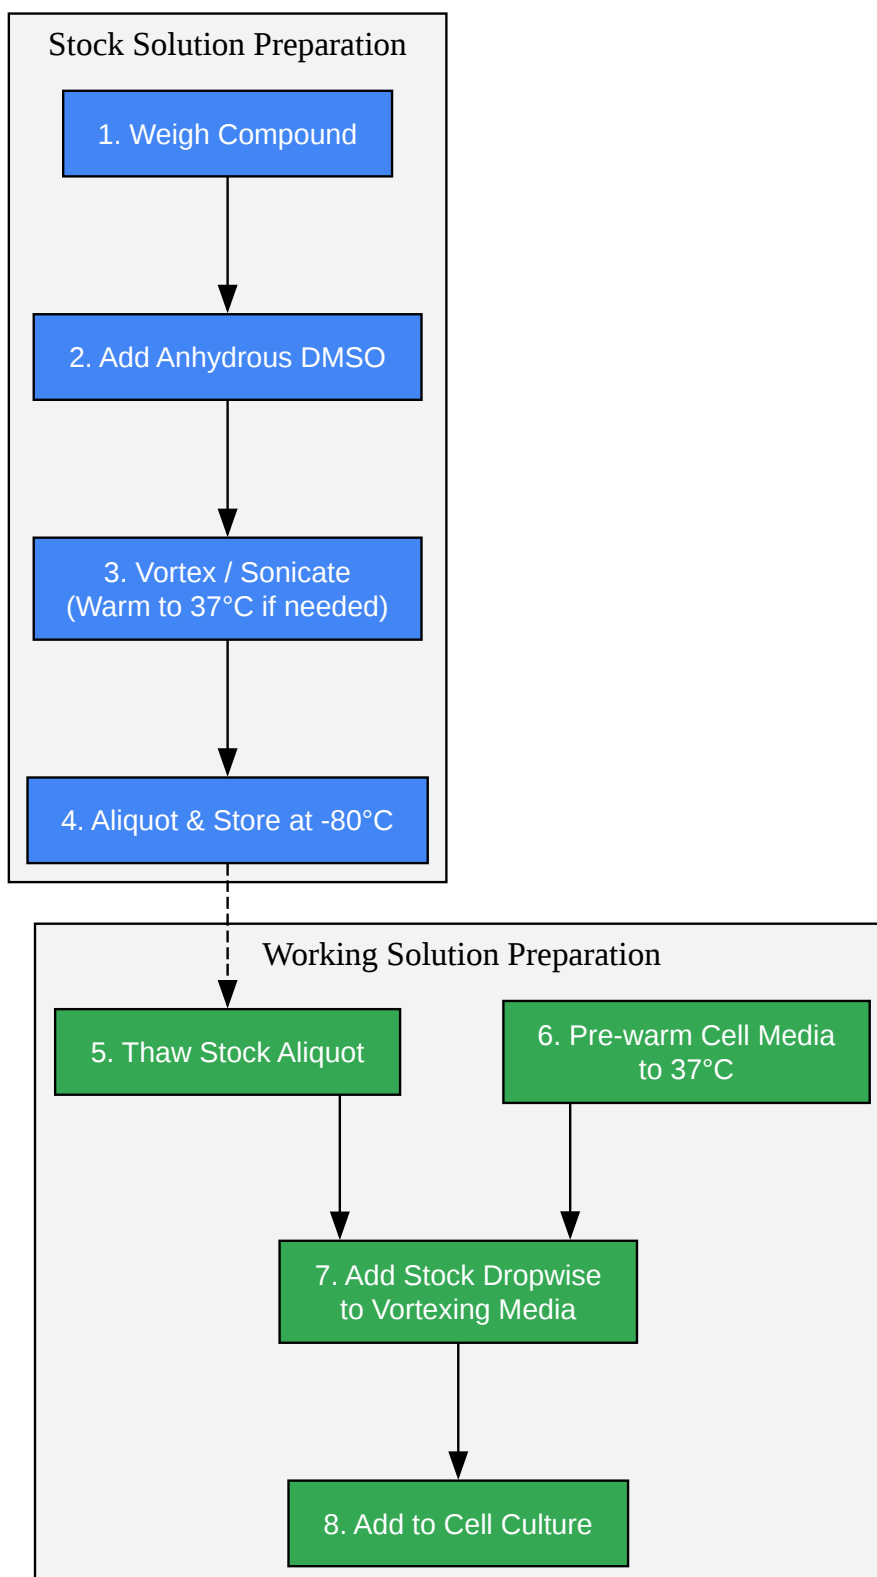 Stock Solution Preparation
1. Weigh Compound
2. Add Anhydrous DMSO
3. Vortex / Sonicate
(Warm to 37°C if needed)
4. Aliquot & Store at -80°C
Working Solution Preparation
5. Thaw Stock Aliquot
6. Pre-warm Cell Media
to 37°C
7. Add Stock Dropwise
to Vortexing Media
8. Add to Cell Culture